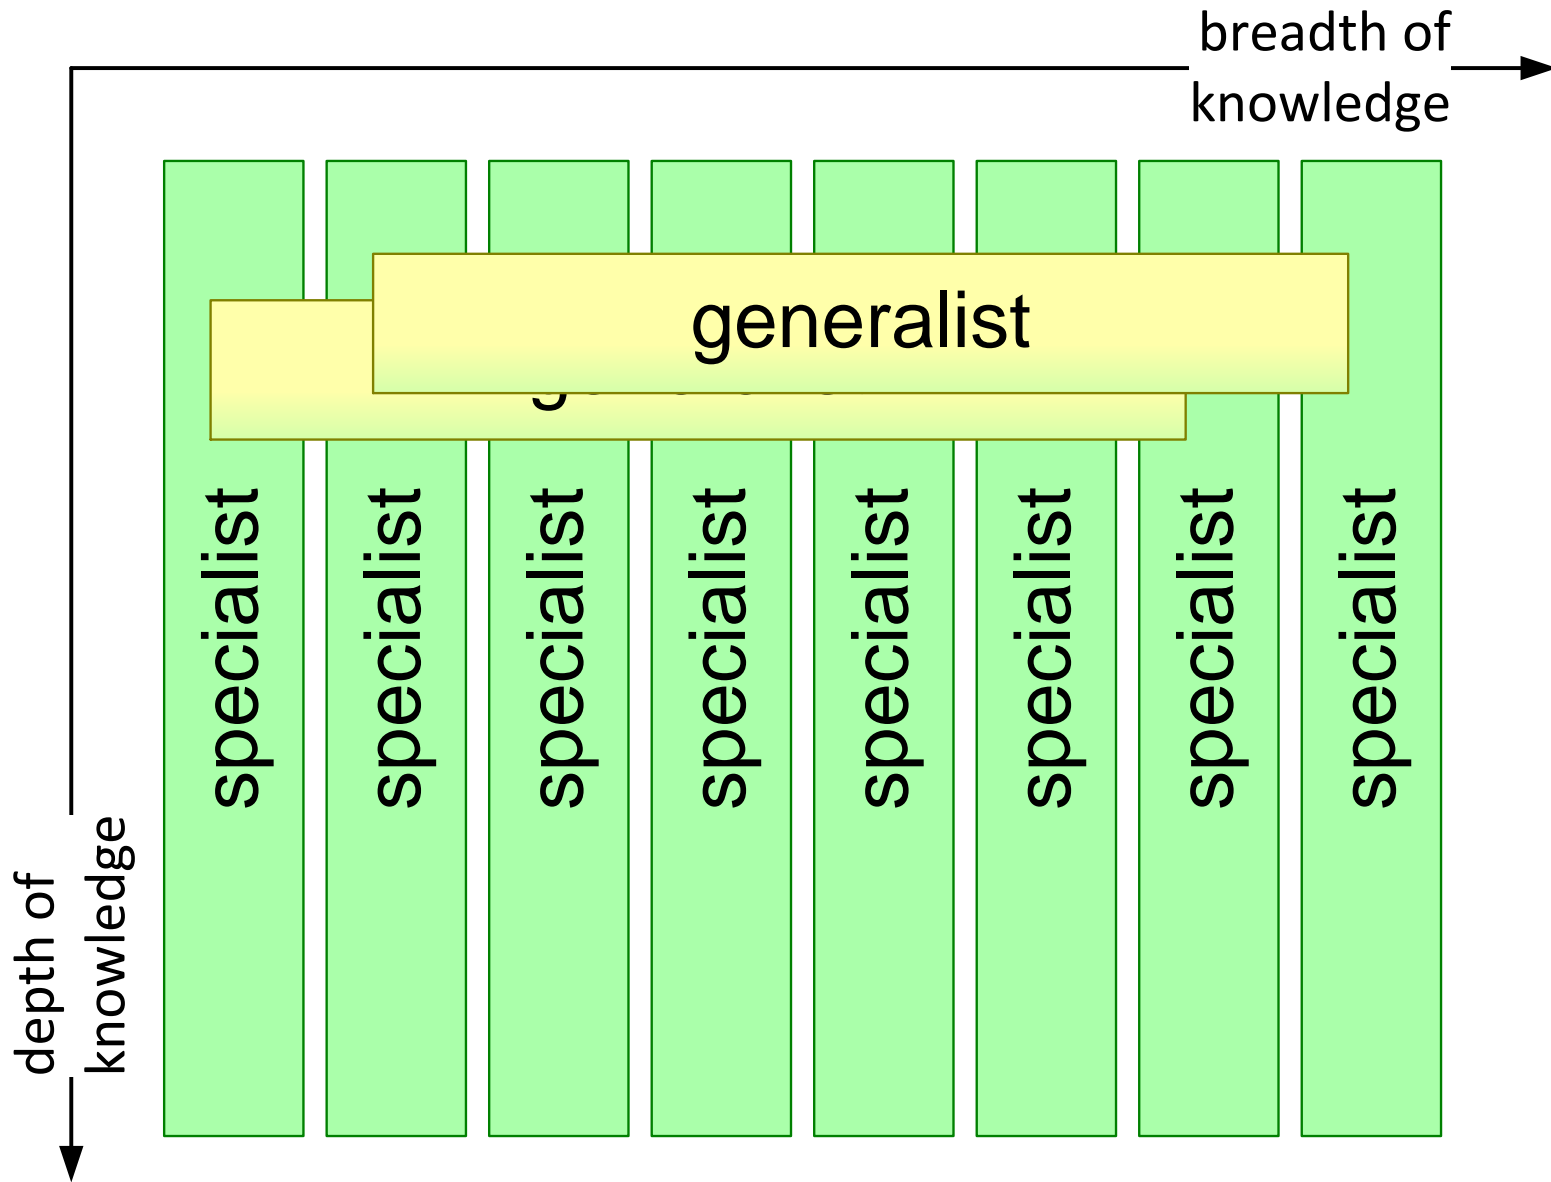 breadth of
knowledge
generalist
specialist
specialist
specialist
specialist
specialist
specialist
specialist
specialist
depth of
knowledge